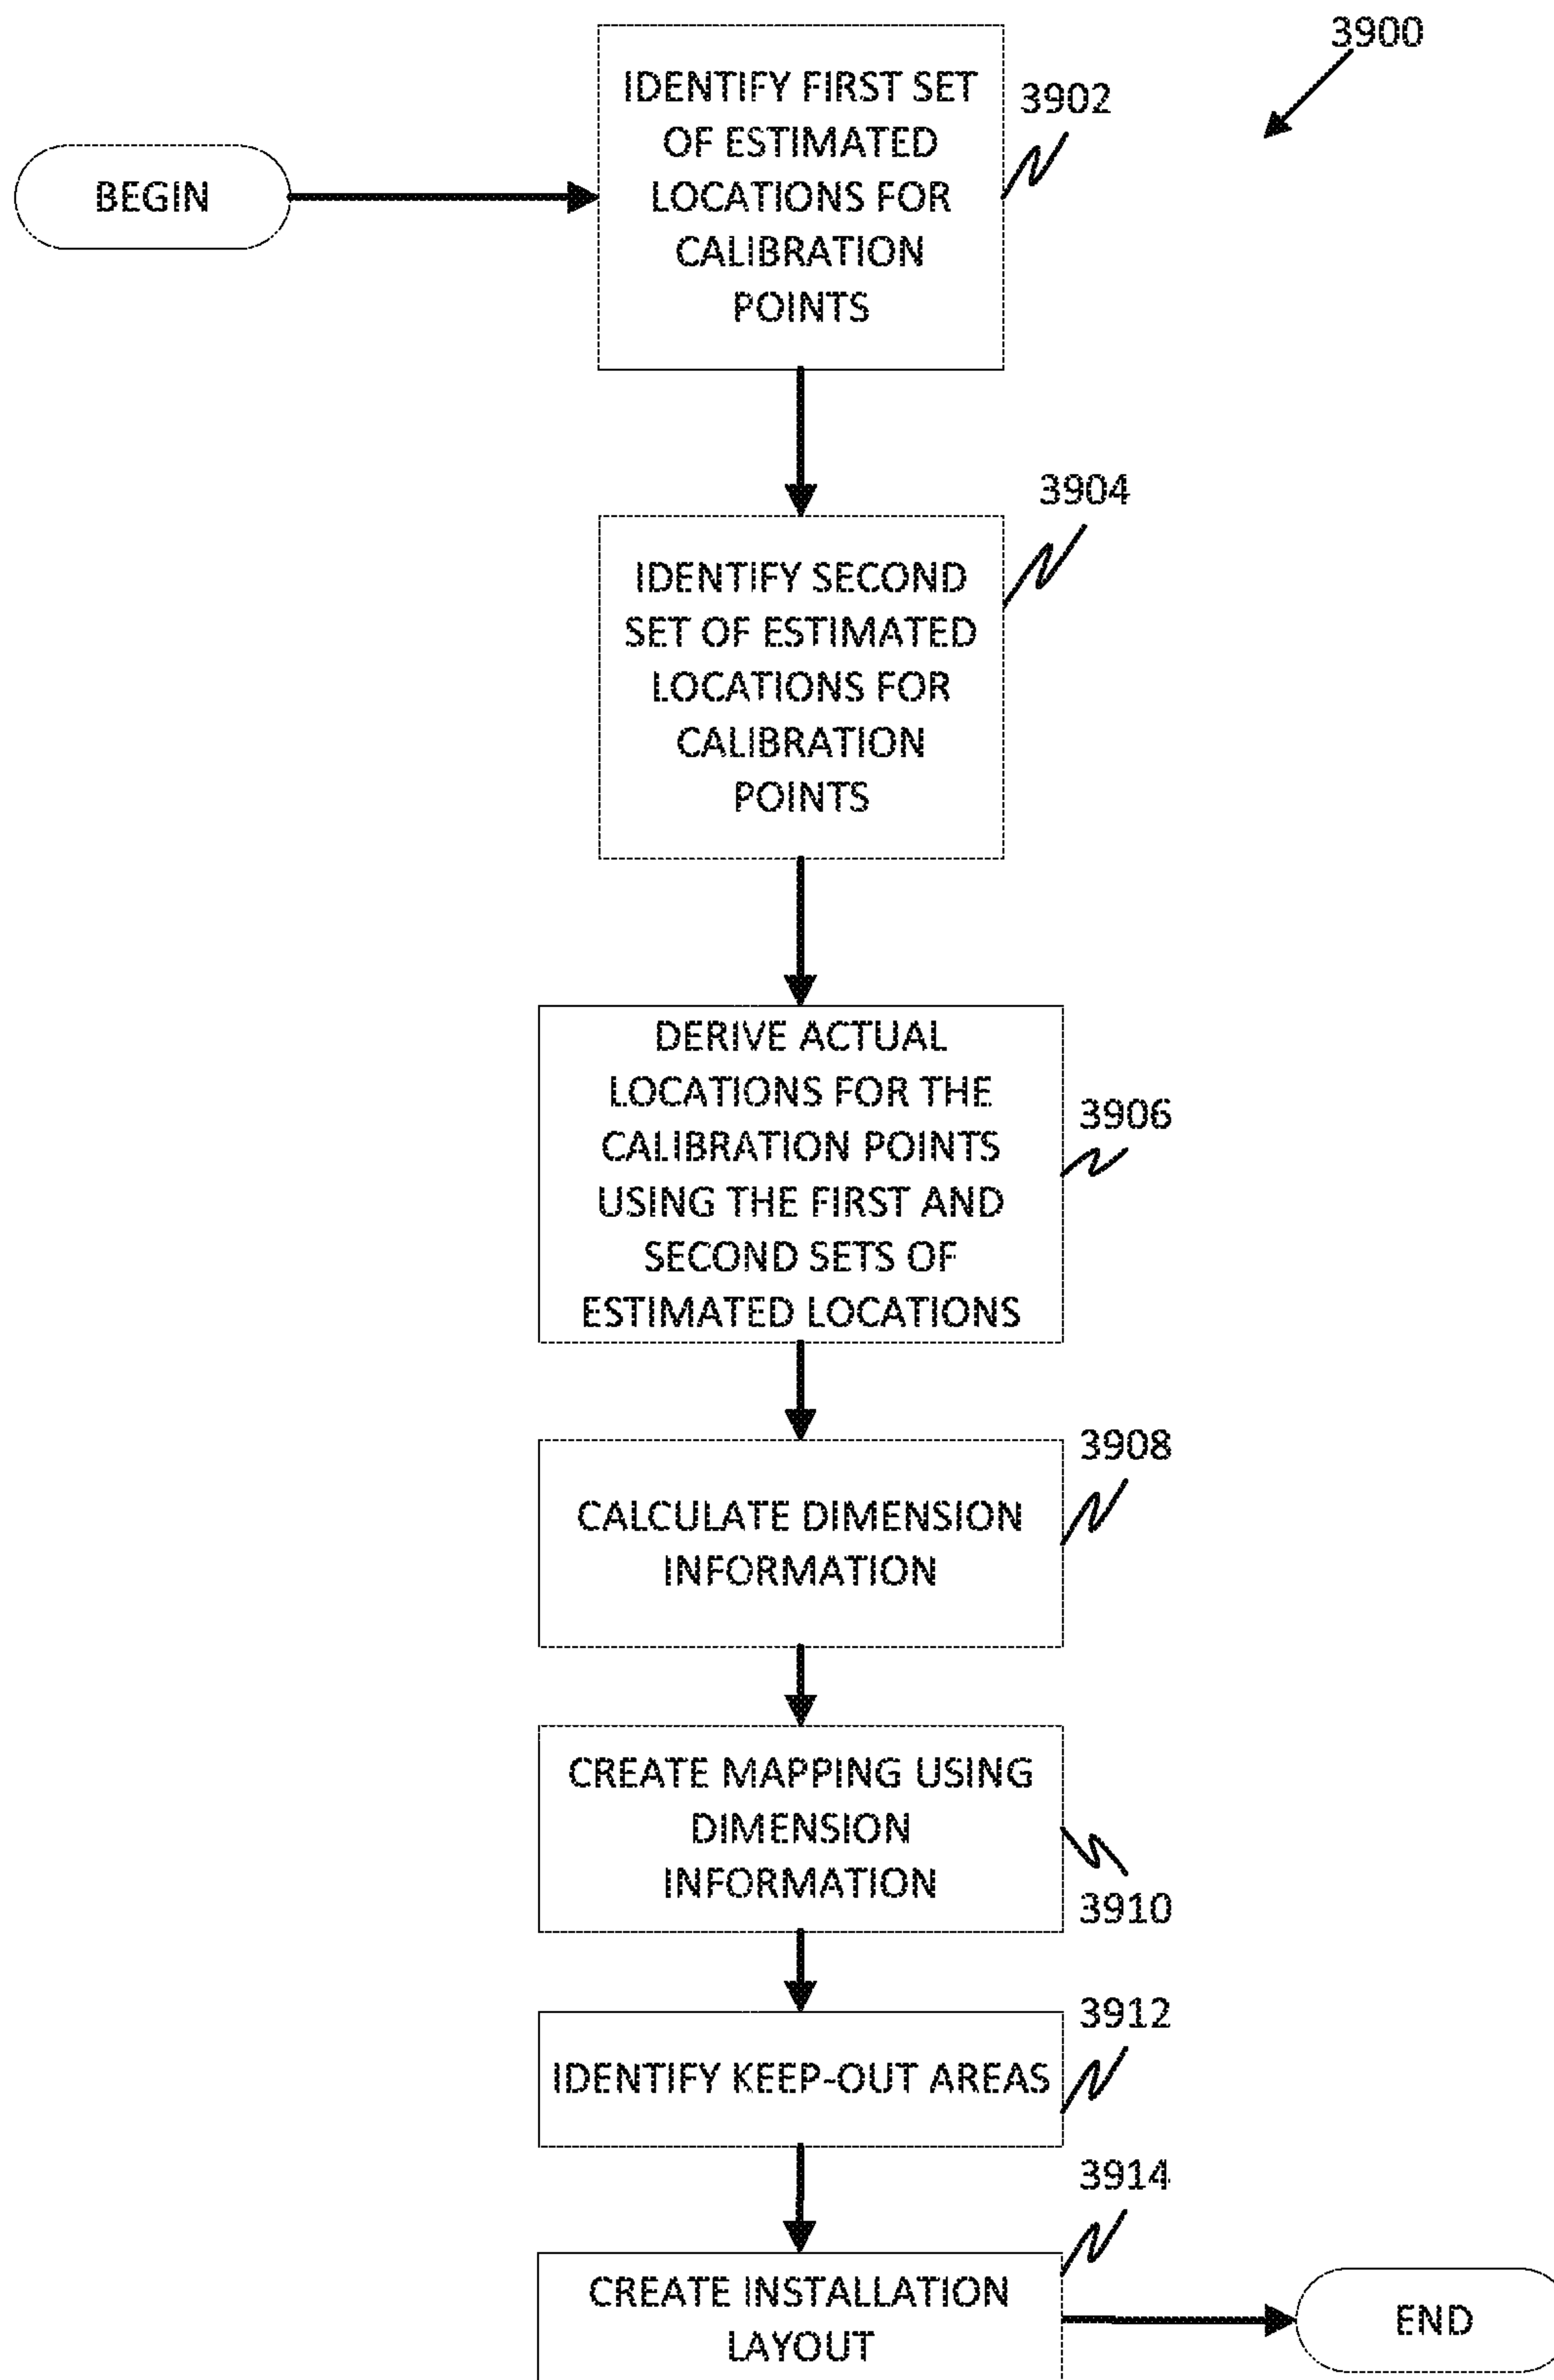 3900
BEGIN
IDENTIFY FIRST SET
OF ESTIMATED
LOCATIONS FOR
CALIBRATION
POINTS
3902
IDENTIFY SECOND
SET OF ESTIMATED
LOCATIONS FOR
CALIBRATION
POINTS
3904
DERIVE ACTUAL
LOCATIONS FOR THE
CALIBRATION POINTS
USING THE FIRST AND
SECOND SETS OF
ESTIMATED LOCATIONS
3906
CALCULATE DIMENSION
INFORMATION
3908
CREATE MAPPING USING
DIMENSION
INFORMATION
3910
IDENTIFY KEEP-OUT AREAS
3912
CREATE INSTALLATION
LAYOUT
3914
END